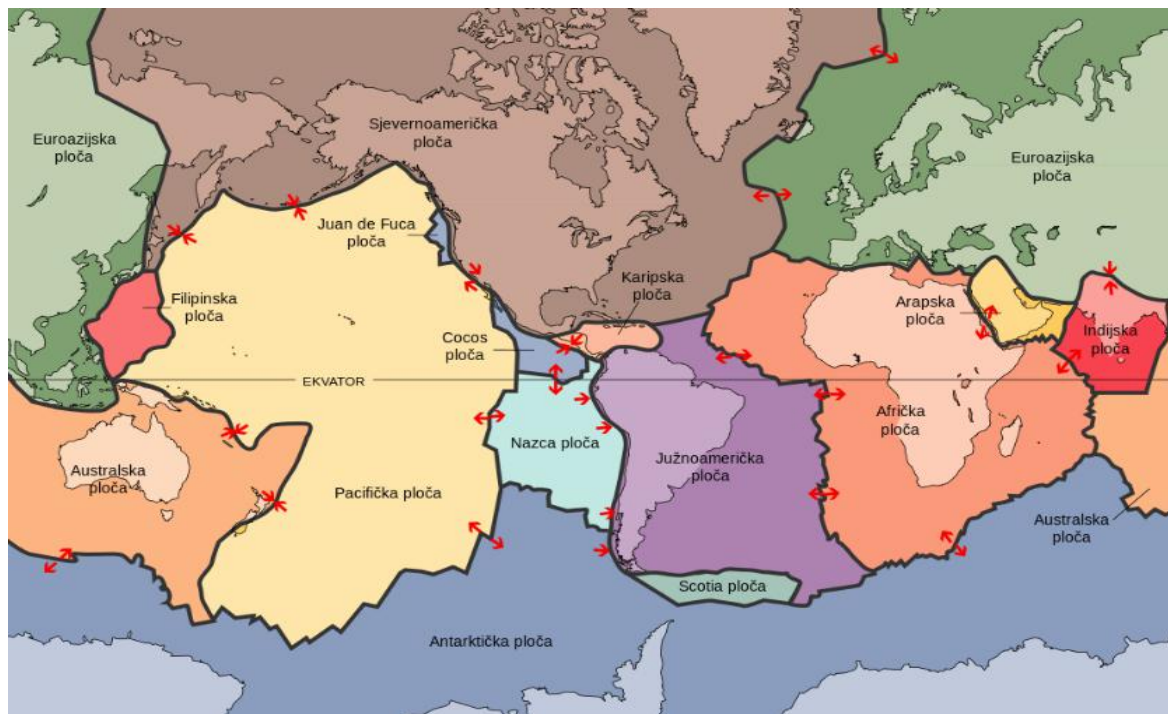 Euroazijska
ploča
Sjevernoamerička
ploča
Euroazijska
ploča
Juan de Fuca
ploča
Filipinska
ploča
Karipska
ploča
Arapska
ploča
Indijska
ploča
Cocos
ploča
EKVATOR
Nazca ploča
Afrička
ploča
Australska
ploča
Južnoamerička
ploča
Pacifička ploča
Australska
ploča
Scotia ploča
Antarktička ploča